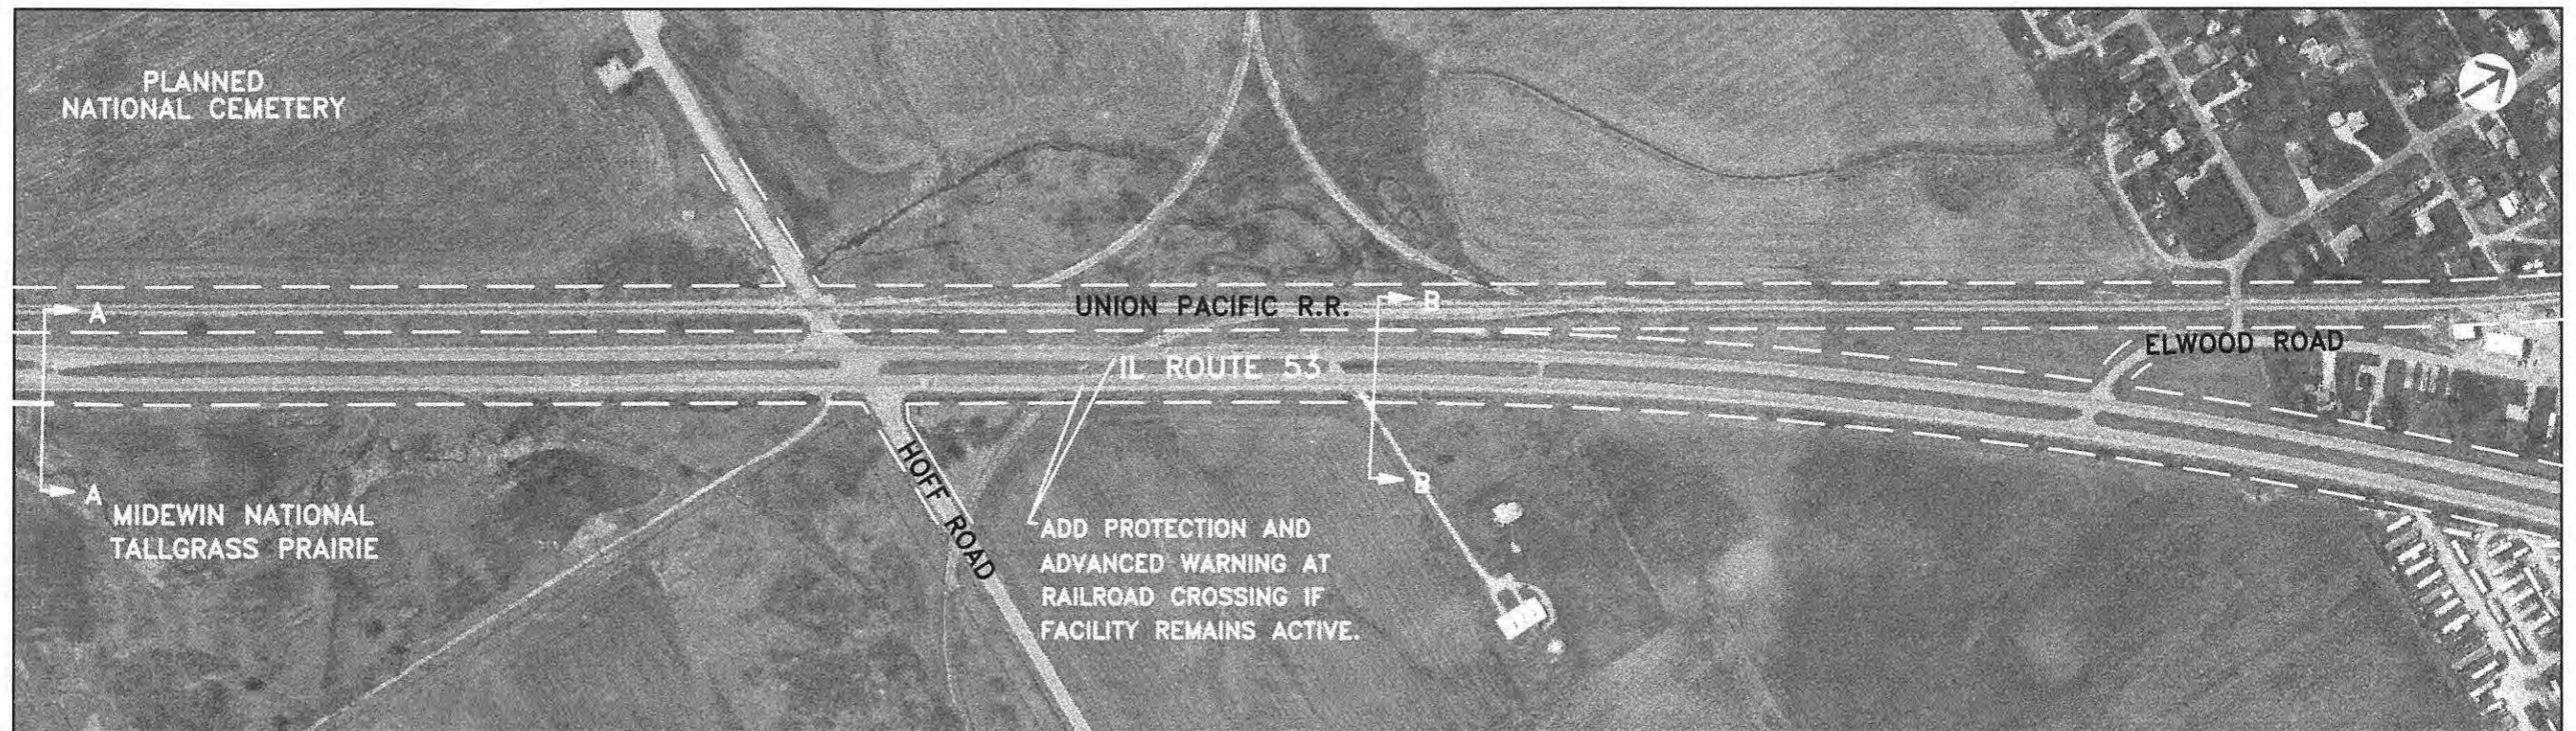 PLANNED
NATIONAL CEMETERY
UNION PACIFIC R.R.
A
B
IL ROUTE 53
ELWOOD ROAD
HOFF ROAD
A
B
MIDEWIN NATIONAL
TALLGRASS PRAIRIE
ADD PROTECTION AND
ADVANCED WARNING AT
RAILROAD CROSSING IF
FACILITY REMAINS ACTIVE.